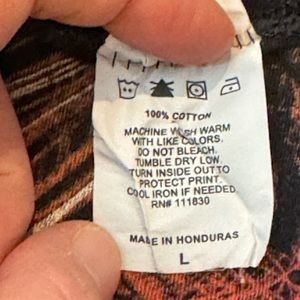 100% COTTON
MACHINE WASH WARM
WITH LIKE COLORS.
DO NOT BLEACH.
TUMBLE DRY LOW.
TURN INSIDE OUT TO
PROTECT PRINT.
COOL IRON IF NEEDED
RN# 111830
MADE IN HONDURAS
L